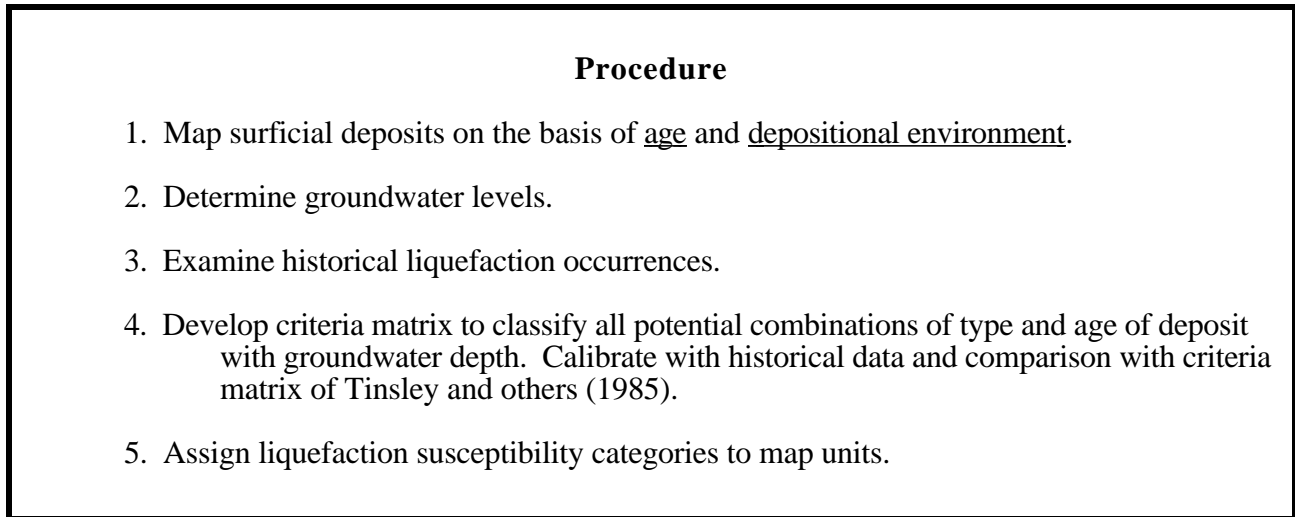 Procedure
1. Map surficial deposits on the basis of age and depositional environment.
2. Determine groundwater levels.
3. Examine historical liquefaction occurrences.
4. Develop criteria matrix to classify all potential combinations of type and age of deposit
with groundwater depth. Calibrate with historical data and comparison with criteria
matrix of Tinsley and others (1985).
5. Assign liquefaction susceptibility categories to map units.